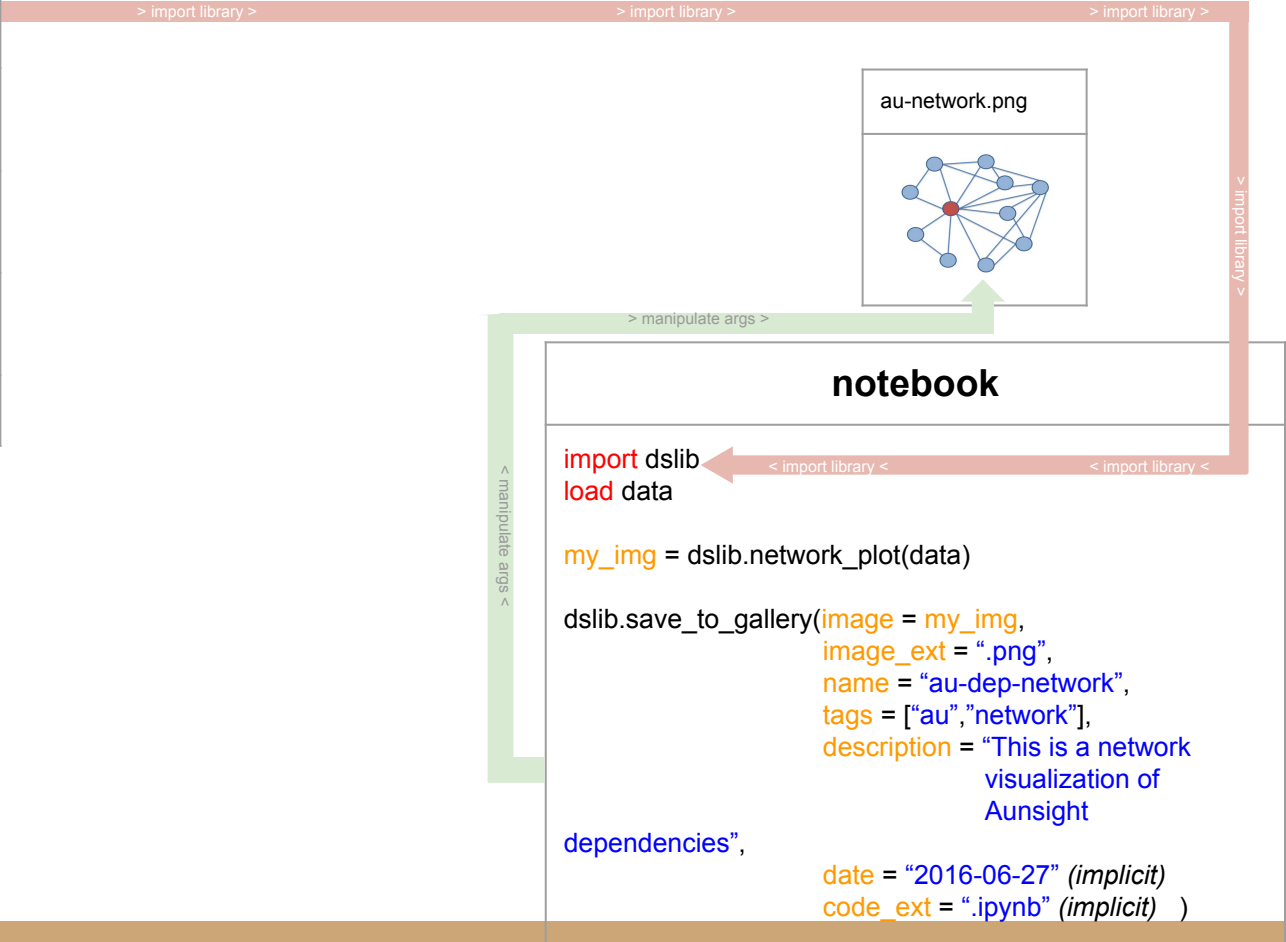 > import library >
> import library >
> import library >
au-network.png
> import library >
> manipulate args >
notebook
import dslib
< import library <
< import library <
load data
< manipulate args <
my_img = dslib.network_plot(data)
dslib.save_to_gallery(image = my_img,
image_ext = “.png”,
name = “au-dep-network”,
tags = [“au”,”network”],
description = “This is a network
visualization of
Aunsight
dependencies”,
date = “2016-06-27” (implicit)
code_ext = “.ipynb” (implicit) )